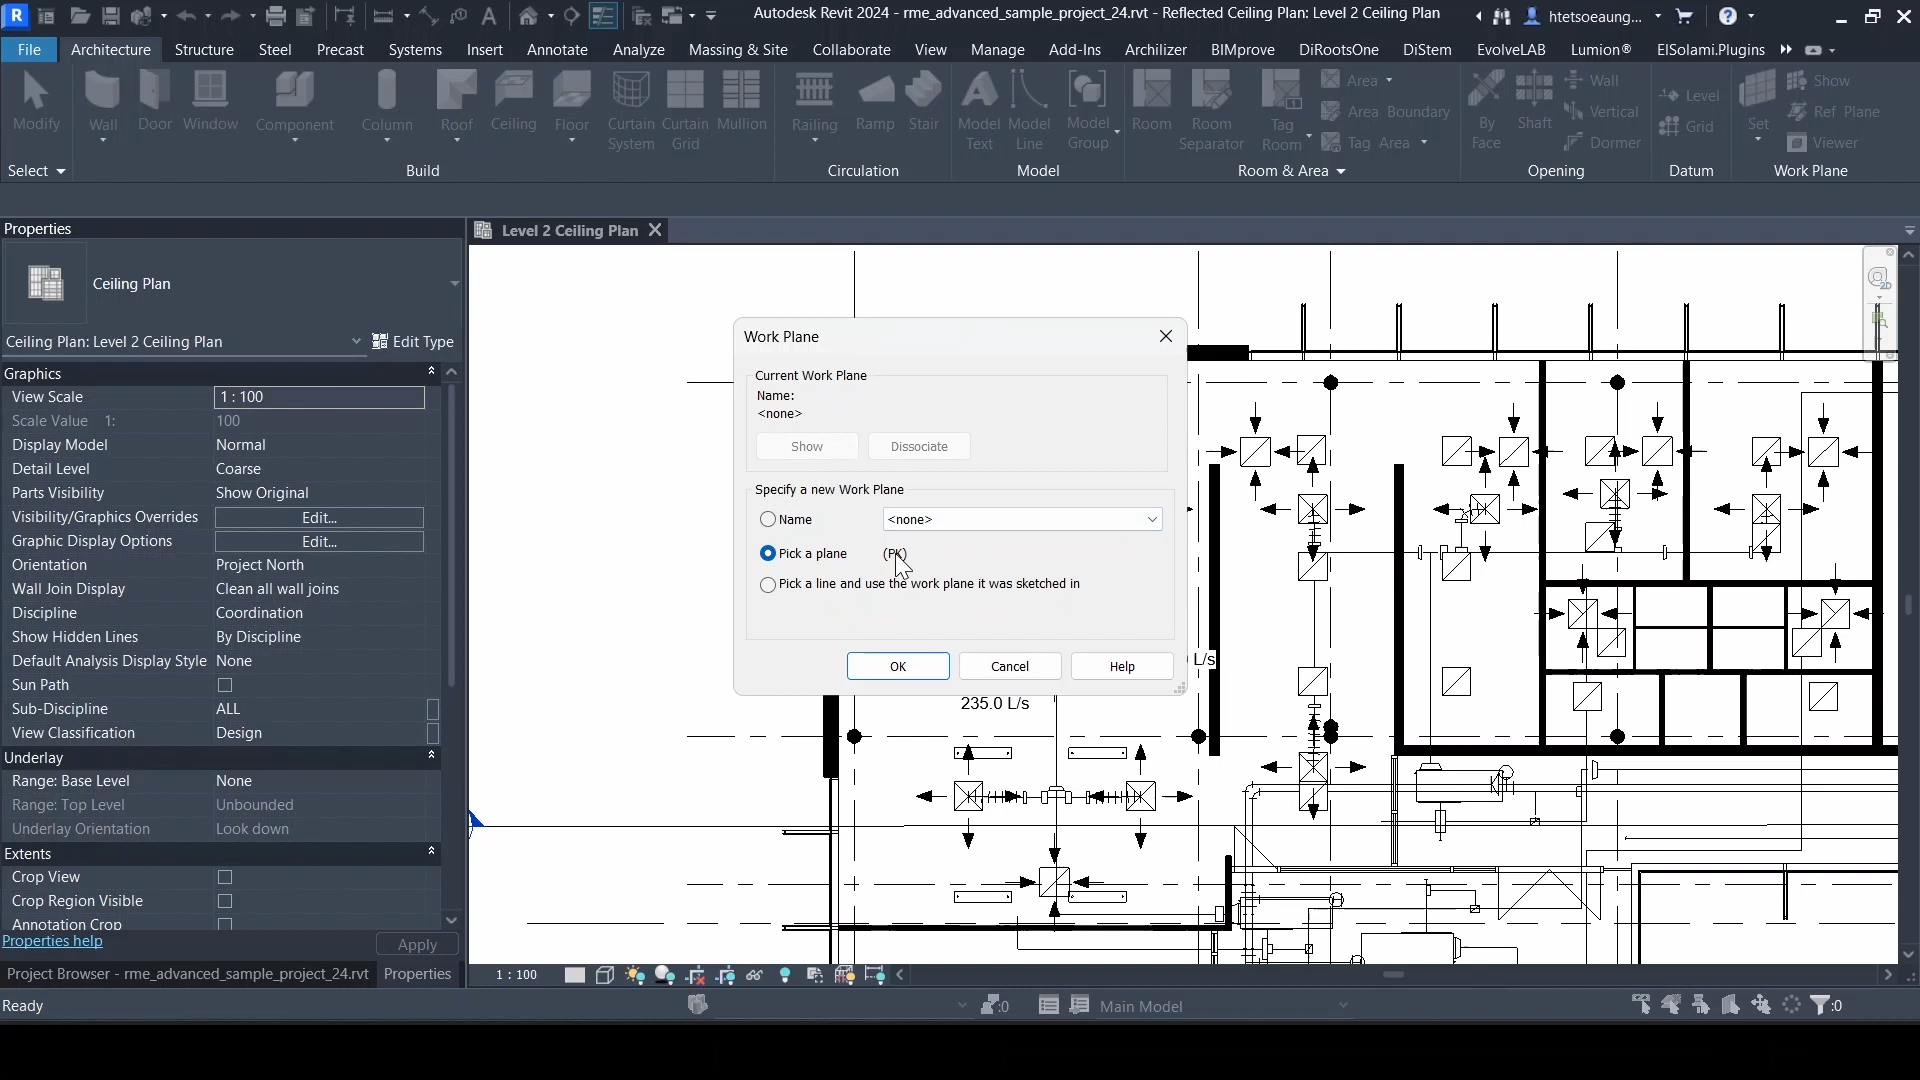 Autodesk Revit 2024 - rme_advanced_sample_project_24.rvt - Reflected Ceiling Plan: Level 2 Ceiling Plan
htetsoeaung...
File Architecture Structure Steel Precast Systems Insert Annotate Analyze Massing & Site Collaborate View Manage Add-Ins Archilizer BIMprove DiRootsOne DiStem EvolveLAB Lumion® ElSolami.Plugins
Modify Wall Door Window Component Column Roof Ceiling Floor Curtain System Curtain Grid Mullion
Railing Ramp Stair
Model Text Model Line Model Group
Room Room Separator Tag Room
Area
Area Boundary
Tag Area
By Face Shaft
Wall
Vertical
Dormer
Level
Grid
Set
Show
Ref Plane
Viewer
Select Build Circulation Model Room & Area Opening Datum Work Plane
Properties
Level 2 Ceiling Plan
Ceiling Plan
Ceiling Plan: Level 2 Ceiling Plan Edit Type
Graphics
View Scale 1 : 100
Scale Value 1: 100
Display Model Normal
Detail Level Coarse
Parts Visibility Show Original
Visibility/Graphics Overrides Edit...
Graphic Display Options Edit...
Orientation Project North
Wall Join Display Clean all wall joins
Discipline Coordination
Show Hidden Lines By Discipline
Default Analysis Display Style None
Sun Path
Sub-Discipline ALL
View Classification Design
Underlay
Range: Base Level None
Range: Top Level Unbounded
Underlay Orientation Look down
Extents
Crop View
Crop Region Visible
Annotation Crop
Properties help Apply
Project Browser - rme_advanced_sample_project_24.rvt Properties
Work Plane
Current Work Plane
Name:
<none>
Show Dissociate
Specify a new Work Plane
Name <none>
Pick a plane (PK)
Pick a line and use the work plane it was sketched in
OK Cancel Help
L/s
235.0 L/s
2D
1 : 100
Ready
:0
Main Model
:0